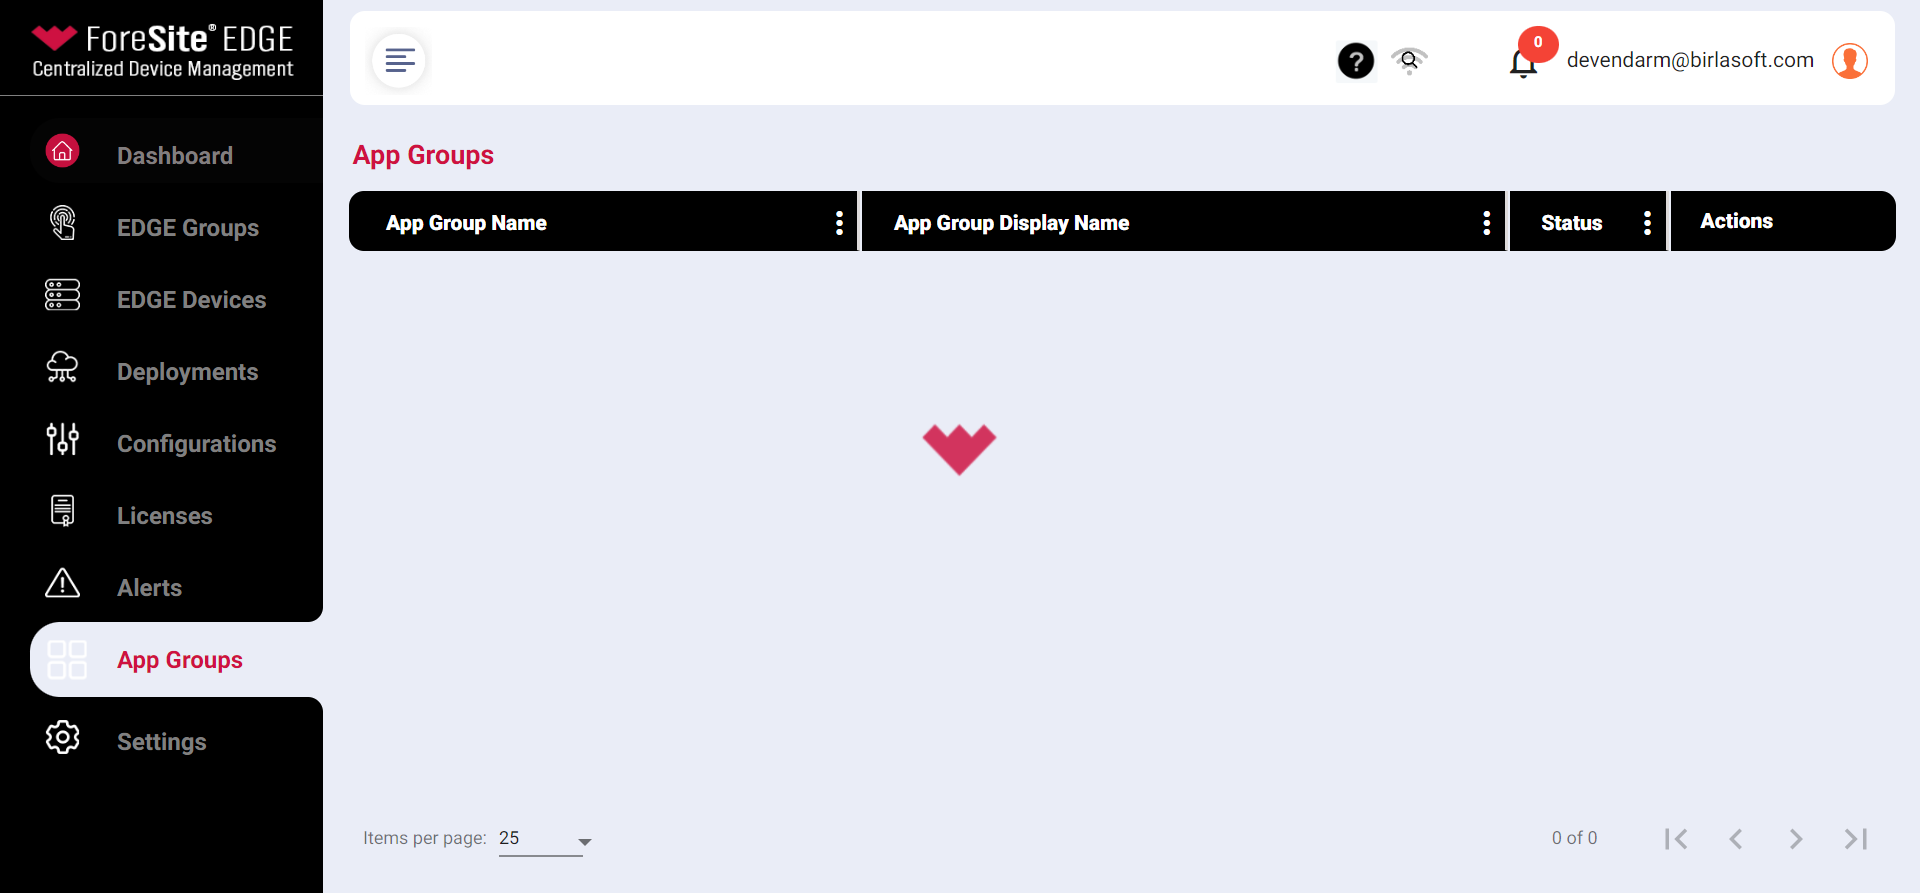 ForeSite® EDGE
Centralized Device Management
0
devendarm@birlasoft.com
Dashboard
EDGE Groups
EDGE Devices
Deployments
Configurations
Licenses
Alerts
App Groups
Settings
App Groups
App Group Name
App Group Display Name
Status
Actions
Items per page: 25
0 of 0